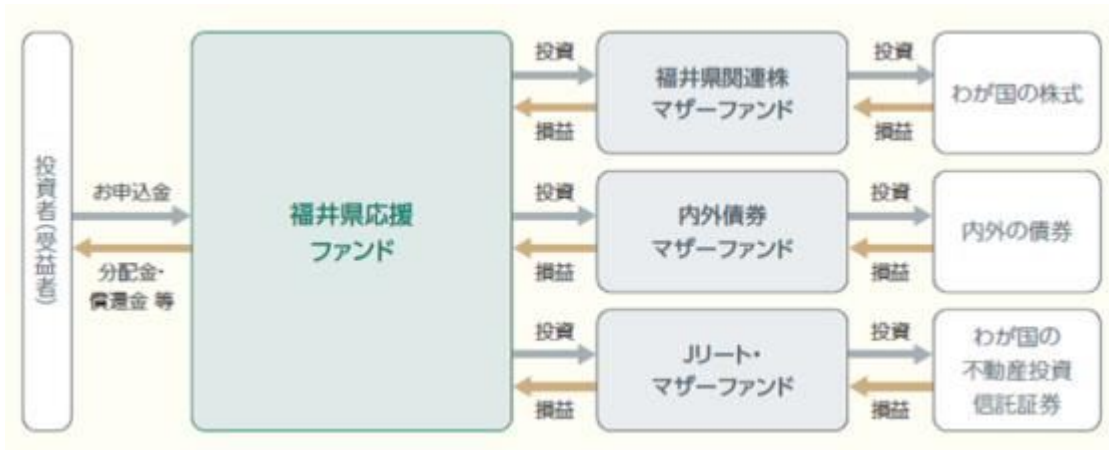 投資者(受益者)
お申込金
分配金・
償還金 等
福井県応援
ファンド
投資
損益
福井県関連株
マザーファンド
投資
損益
わが国の株式
投資
損益
内外債券
マザーファンド
投資
損益
内外の債券
投資
損益
Jリート・
マザーファンド
投資
損益
わが国の
不動産投資
信託証券